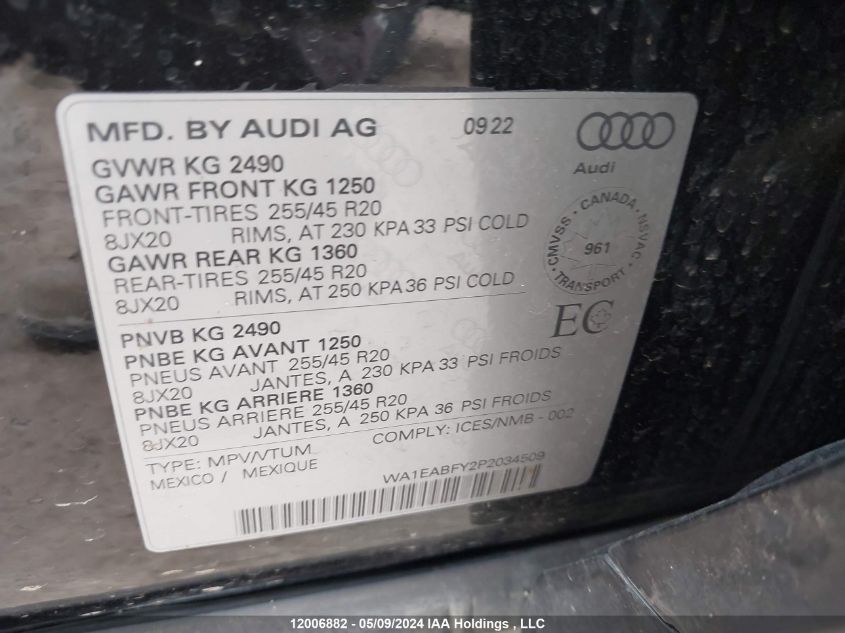 MFD. BY AUDI AG 09 22
Audi
GVWR KG 2490
GAWR FRONT KG 1250
FRONT-TIRES 255/45 R20
8JX20 RIMS, AT 230 KPA 33 PSI COLD
GAWR REAR KG 1360
REAR-TIRES 255/45 R20
8JX20 RIMS, AT 250 KPA 36 PSI COLD
CMVSS · CANADA · NSVAC · TRANSPORT ·
961
EC
PNVB KG 2490
PNBE KG AVANT 1250
PNEUS AVANT 255/45 R20
8JX20 JANTES, A 230 KPA 33 PSI FROIDS
PNBE KG ARRIERE 1360
PNEUS ARRIERE 255/45 R20
8JX20 JANTES, A 250 KPA 36 PSI FROIDS
TYPE: MPV/VTUM COMPLY: ICES/NMB - 002
MEXICO / MEXIQUE
WA1EABFY2P2034509
12006882 - 05/09/2024 IAA Holdings , LLC